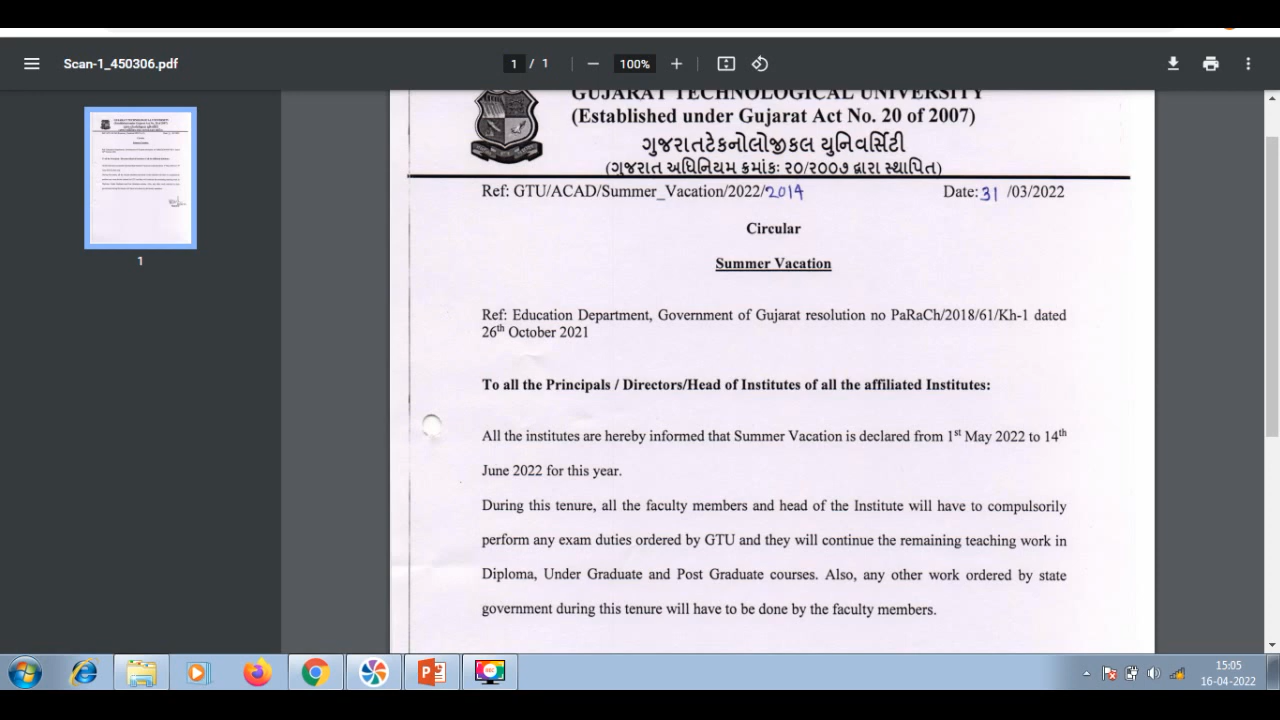 Scan-1_450306.pdf
1 / 1
100%
1
GUJARAT TECHNOLOGICAL UNIVERSITY
(Established under Gujarat Act No. 20 of 2007)
ગુજરાતટેકનોલોજીકલ યુનિવર્સિટી
(ગુજરાત અધિનિયમ ક્રમાંકઃ ૨૦/૨૦૦૭ દ્વારા સ્થાપિત)
Ref: GTU/ACAD/Summer_Vacation/2022/2014 Date: 31 /03/2022
Circular
Summer Vacation
Ref: Education Department, Government of Gujarat resolution no PaRaCh/2018/61/Kh-1 dated
26th October 2021
To all the Principals / Directors/Head of Institutes of all the affiliated Institutes:
All the institutes are hereby informed that Summer Vacation is declared from 1st May 2022 to 14th
June 2022 for this year.
During this tenure, all the faculty members and head of the Institute will have to compulsorily
perform any exam duties ordered by GTU and they will continue the remaining teaching work in
Diploma, Under Graduate and Post Graduate courses. Also, any other work ordered by state
government during this tenure will have to be done by the faculty members.
15:05
16-04-2022